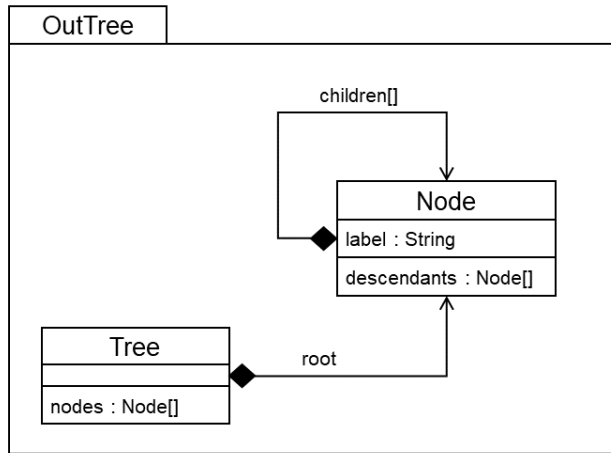 OutTree
children[]
Node
label : String
descendants : Node[]
Tree
root
nodes : Node[]